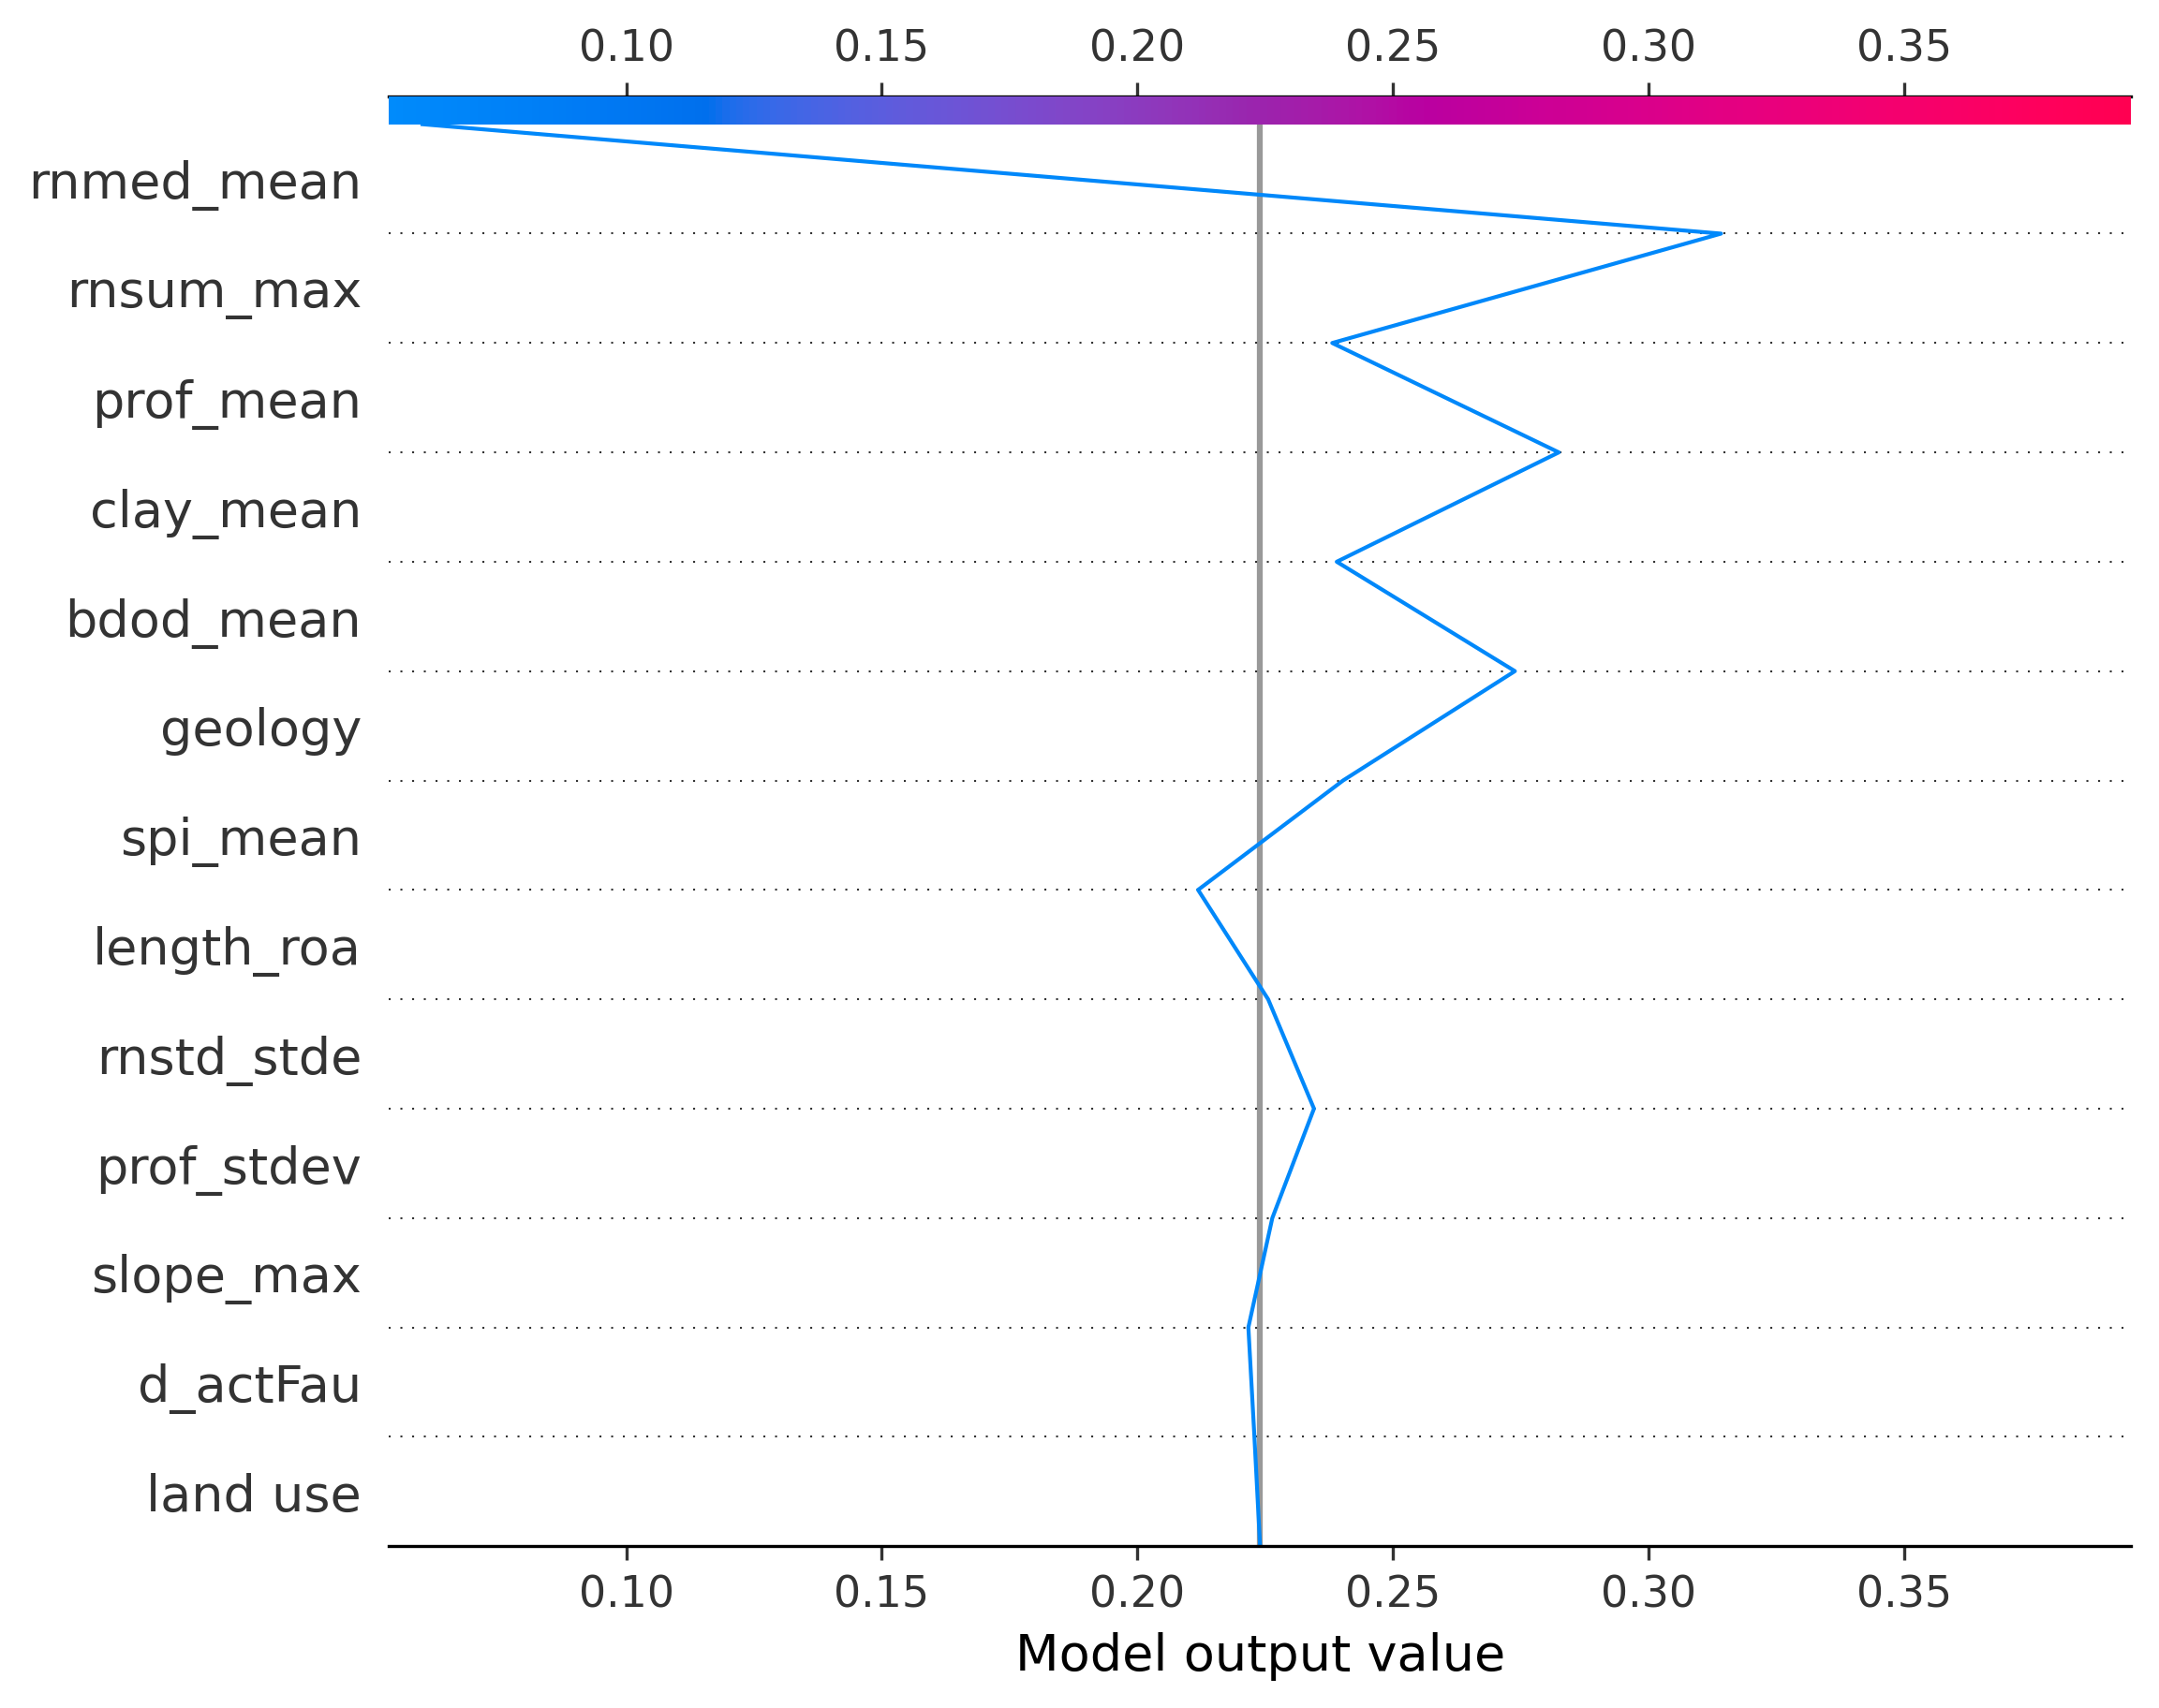 0.10 0.15 0.20 0.25 0.30 0.35
rnmed_mean
rnsum_max
prof_mean
clay_mean
bdod_mean
geology
spi_mean
length_roa
rnstd_stde
prof_stdev
slope_max
d_actFau
land use
0.10 0.15 0.20 0.25 0.30 0.35
Model output value